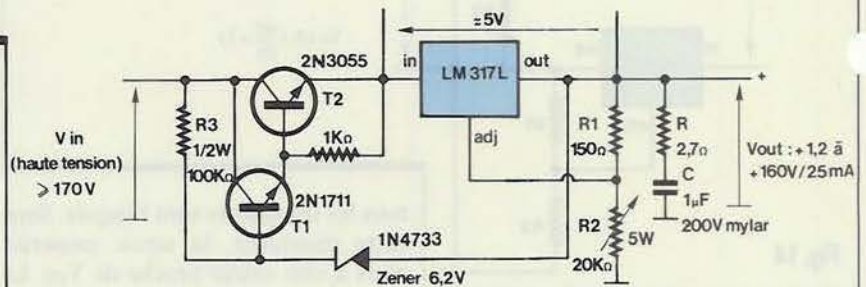 ≃5V
2N3055
in
LM 317L
out
+
T2
R3
1/2W
R1
150Ω
R
2,7Ω
V in
(haute tension)
⩾ 170 V
1KΩ
adj
Vout : + 1,2 ā
+160V/25mA
100KΩ
C
1µF
200V mylar
2N1711
T1
R2
5W
20KΩ
1N4733
Zener 6,2V